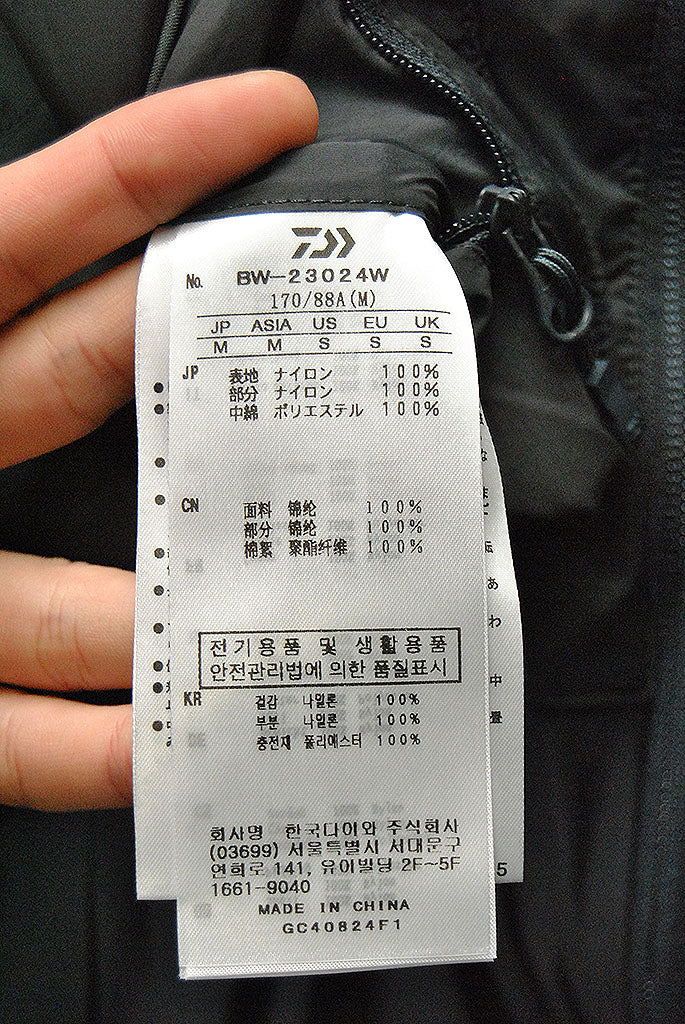 No. BW-23024W
170/88A(M)
JP ASIA US EU UK
M M S S S
JP 表地 ナイロン 100%
部分 ナイロン 100%
中綿 ポリエステル 100%
CN 面料 锦纶 100%
部分 锦纶 100%
棉絮 聚酯纤维 100%
전기용품 및 생활용품
안전관리법에 의한 품질표시
KR 겉감 나일론 100%
부분 나일론 100%
충전재 폴리에스터 100%
회사명 한국다이와 주식회사
(03699) 서울특별시 서대문구
연희로 141, 유이빌딩 2F~5F
1661-9040
MADE IN CHINA
GC40824F1